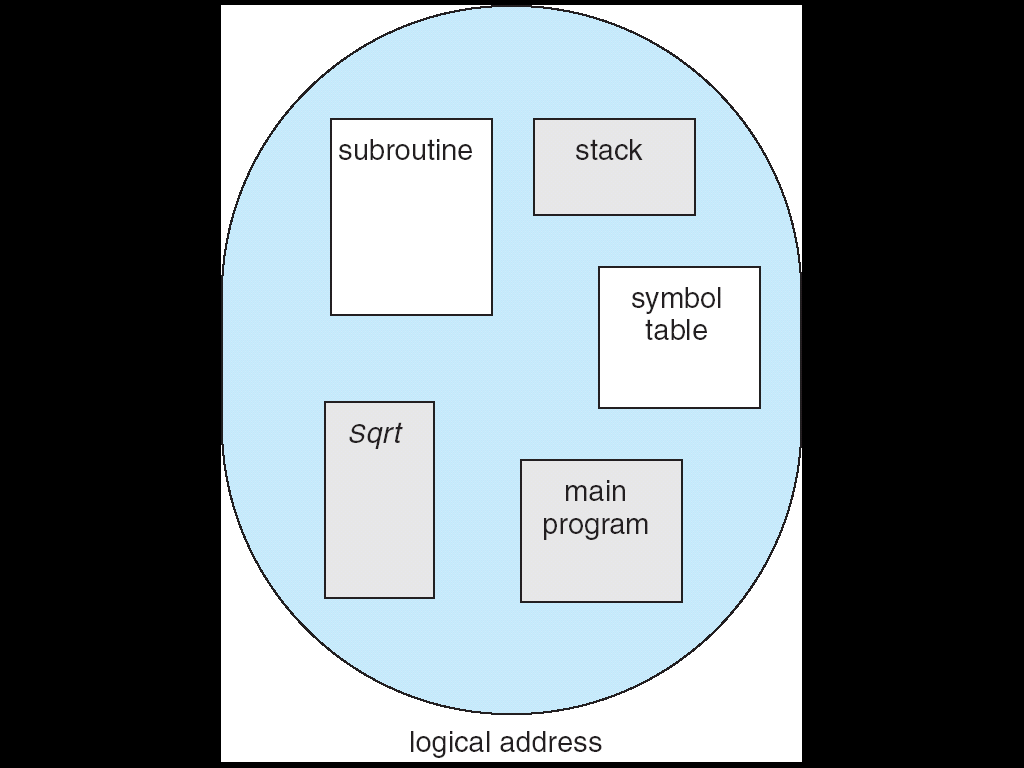 subroutine
stack
symbol
table
Sqrt
main
program
logical address